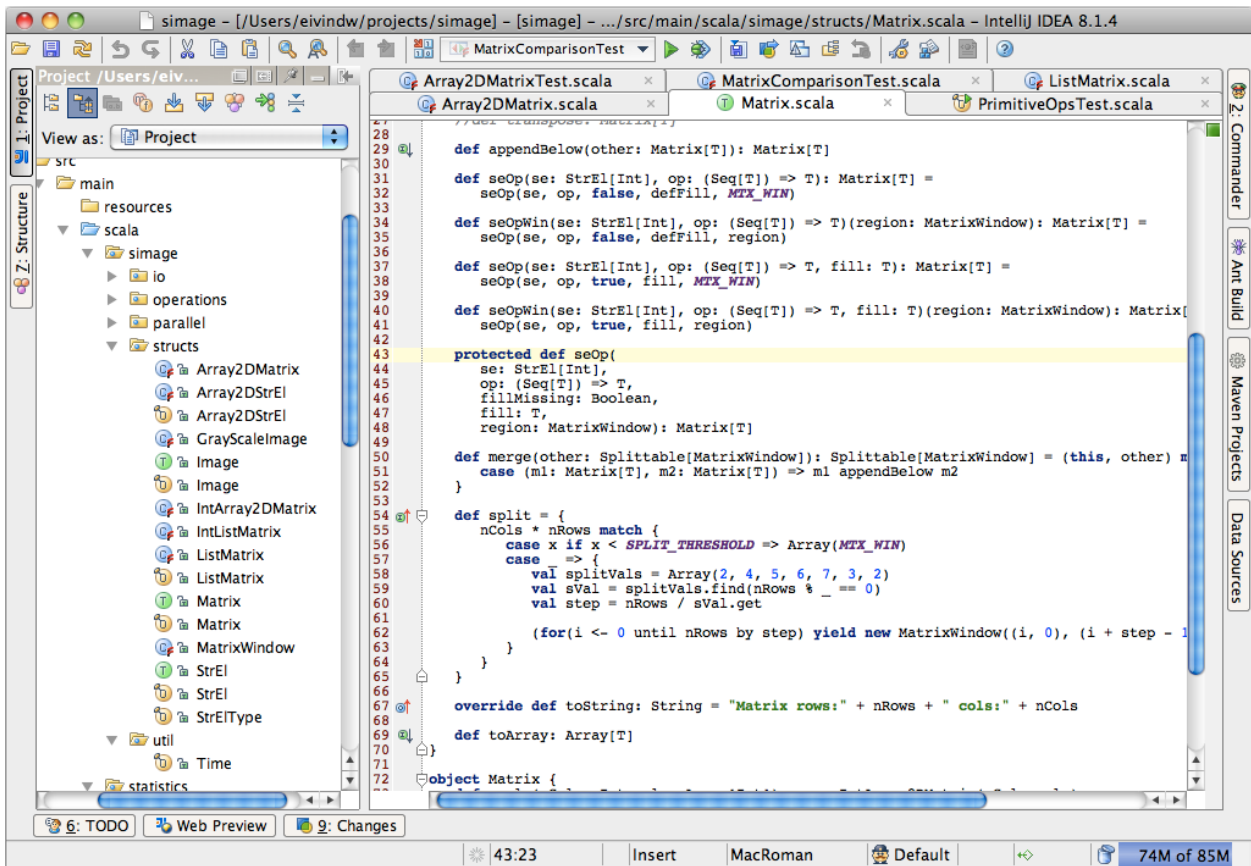 simage – [/Users/eivindw/projects/simage] – [simage] – .../src/main/scala/simage/structs/Matrix.scala – IntelliJ IDEA 8.1.4
MatrixComparisonTest
Project /Users/eiv...
View as: Project
1: Project
Z: Structure
src
main
resources
scala
simage
io
operations
parallel
structs
Array2DMatrix
Array2DStrEl
Array2DStrEl
GrayScaleImage
Image
Image
IntArray2DMatrix
IntListMatrix
ListMatrix
ListMatrix
Matrix
Matrix
MatrixWindow
StrEl
StrEl
StrElType
util
Time
statistics
Array2DMatrixTest.scala
MatrixComparisonTest.scala
ListMatrix.scala
Array2DMatrix.scala
Matrix.scala
PrimitiveOpsTest.scala
27 //def transpose: Matrix[T]
28
29 def appendBelow(other: Matrix[T]): Matrix[T]
30
31 def seOp(se: StrEl[Int], op: (Seq[T]) => T): Matrix[T] =
32 seOp(se, op, false, defFill, MTX_WIN)
33
34 def seOpWin(se: StrEl[Int], op: (Seq[T]) => T)(region: MatrixWindow): Matrix[T] =
35 seOp(se, op, false, defFill, region)
36
37 def seOp(se: StrEl[Int], op: (Seq[T]) => T, fill: T): Matrix[T] =
38 seOp(se, op, true, fill, MTX_WIN)
39
40 def seOpWin(se: StrEl[Int], op: (Seq[T]) => T, fill: T)(region: MatrixWindow): Matrix[
41 seOp(se, op, true, fill, region)
42
43 protected def seOp(
44 se: StrEl[Int],
45 op: (Seq[T]) => T,
46 fillMissing: Boolean,
47 fill: T,
48 region: MatrixWindow): Matrix[T]
49
50 def merge(other: Splittable[MatrixWindow]): Splittable[MatrixWindow] = (this, other) m
51 case (m1: Matrix[T], m2: Matrix[T]) => m1 appendBelow m2
52 }
53
54 def split = {
55 nCols * nRows match {
56 case x if x < SPLIT_THRESHOLD => Array(MTX_WIN)
57 case _ => {
58 val splitVals = Array(2, 4, 5, 6, 7, 3, 2)
59 val sVal = splitVals.find(nRows % _ == 0)
60 val step = nRows / sVal.get
61
62 (for(i <- 0 until nRows by step) yield new MatrixWindow((i, 0), (i + step - 1
63 }
64 }
65 }
66
67 override def toString: String = "Matrix rows:" + nRows + " cols:" + nCols
68
69 def toArray: Array[T]
70 }
71
72 object Matrix {
2: Commander
Ant Build
Maven Projects
Data Sources
6: TODO
Web Preview
9: Changes
43:23
Insert
MacRoman
Default
74M of 85M